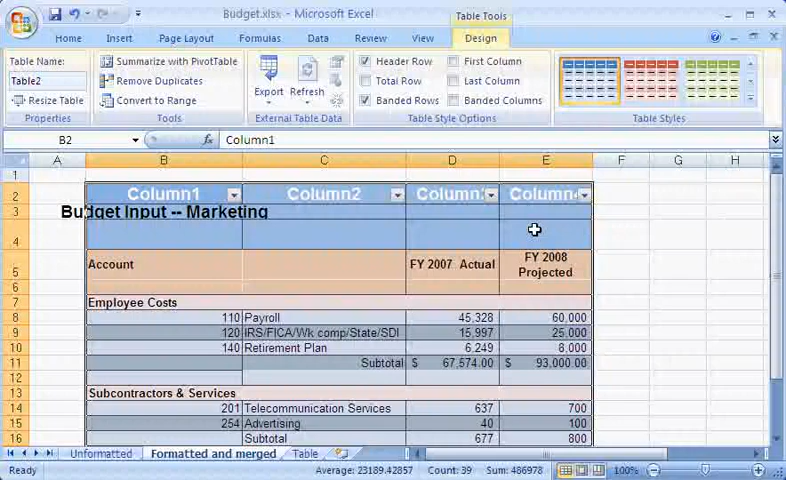 Budget.xlsx - Microsoft Excel
Table Tools
Home Insert Page Layout Formulas Data Review View Design
Table Name:
Table2
Resize Table
Properties
Summarize with PivotTable
Remove Duplicates
Convert to Range
Tools
Export Refresh
External Table Data
Header Row First Column
Total Row Last Column
Banded Rows Banded Columns
Table Style Options
Table Styles
B2 fx Column1
A B C D E F G H
1
2 Column1 Column2 Column3 Column4
3 Budget Input -- Marketing
4
FY 2008
5 Account FY 2007 Actual Projected
6
7 Employee Costs
8 110 Payroll 45,328 60,000
9 120 IRS/FICA/Wk comp/State/SDI 15,997 25,000
10 140 Retirement Plan 6,249 8,000
11 Subtotal $ 67,574.00 $ 93,000.00
12
13 Subcontractors & Services
14 201 Telecommunication Services 637 700
15 254 Advertising 40 100
16 Subtotal 677 800
Unformatted Formatted and merged Table
Ready Average: 23189.42857 Count: 39 Sum: 486978 100%